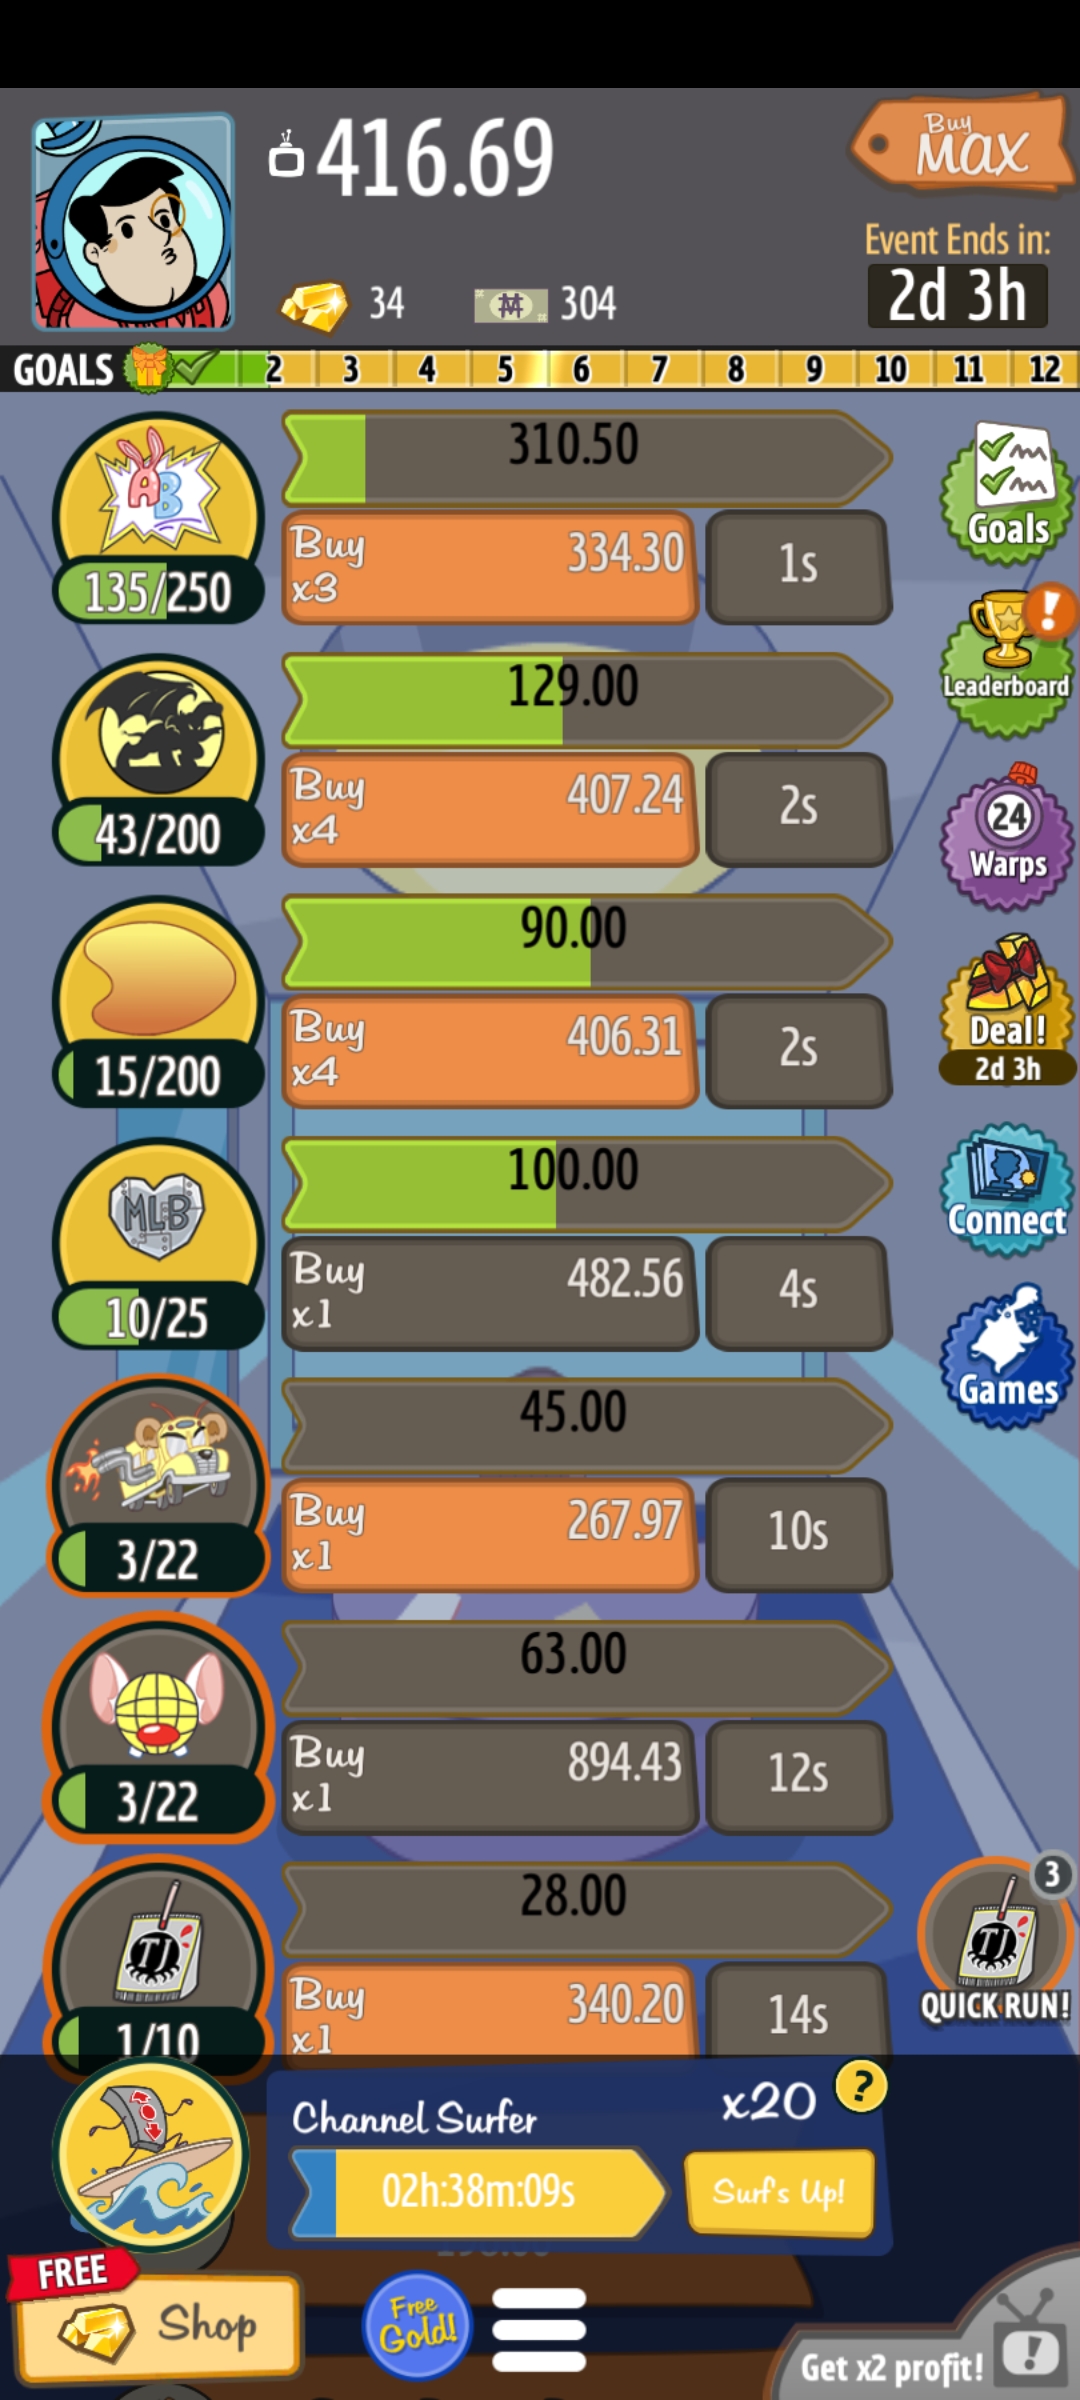 416.69
Buy
MAX
Event Ends in:
2d 3h
34
304
GOALS 2 3 4 5 6 7 8 9 10 11 12
AB
310.50
135/250
Buy
x3
334.30
1s
Goals
129.00
43/200
Buy
x4
407.24
2s
!
Leaderboard
90.00
15/200
Buy
x4
406.31
2s
24
Warps
MLB
100.00
10/25
Buy
x1
482.56
4s
Deal!
2d 3h
45.00
3/22
Buy
x1
267.97
10s
Connect
63.00
3/22
Buy
x1
894.43
12s
Games
TJ
28.00
1/10
Buy
x1
340.20
14s
3
TJ
QUICK RUN!
Channel Surfer
x20
?
02h:38m:09s
Surf's Up!
FREE
Shop
Free
Gold!
Get x2 profit!
!